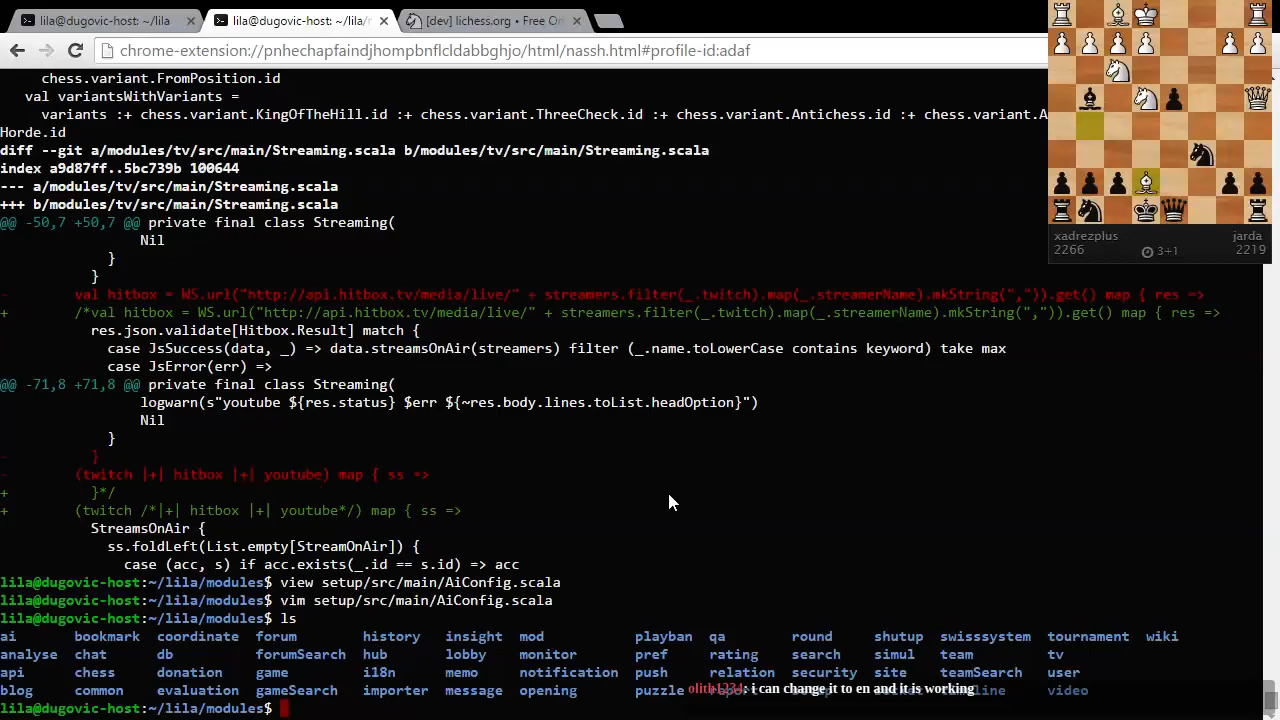 lila@dugovic-host: ~/lila
lila@dugovic-host: ~/lila/m
[dev] lichess.org • Free On
chrome-extension://pnhechapfaindjhompbnflcldabbghjo/html/nassh.html#profile-id:adaf
chess.variant.FromPosition.id
val variantsWithVariants =
variants :+ chess.variant.KingOfTheHill.id :+ chess.variant.ThreeCheck.id :+ chess.variant.Antichess.id :+ chess.variant.A
Horde.id
diff --git a/modules/tv/src/main/Streaming.scala b/modules/tv/src/main/Streaming.scala
index a9d87ff..5bc739b 100644
--- a/modules/tv/src/main/Streaming.scala
+++ b/modules/tv/src/main/Streaming.scala
@@ -50,7 +50,7 @@ private final class Streaming(
Nil
}
}
- val hitbox = WS.url("http://api.hitbox.tv/media/live/" + streamers.filter(_.twitch).map(_.streamerName).mkString(",")).get() map { res =>
+ /*val hitbox = WS.url("http://api.hitbox.tv/media/live/" + streamers.filter(_.twitch).map(_.streamerName).mkString(",")).get() map { res =>
res.json.validate[Hitbox.Result] match {
case JsSuccess(data, _) => data.streamsOnAir(streamers) filter (_.name.toLowerCase contains keyword) take max
case JsError(err) =>
@@ -71,8 +71,8 @@ private final class Streaming(
logwarn(s"youtube ${res.status} $err ${~res.body.lines.toList.headOption}")
Nil
}
- }
- (twitch |+| hitbox |+| youtube) map { ss =>
+ }*/
+ (twitch /*|+| hitbox |+| youtube*/) map { ss =>
StreamsOnAir {
ss.foldLeft(List.empty[StreamOnAir]) {
case (acc, s) if acc.exists(_.id == s.id) => acc
lila@dugovic-host:~/lila/modules$ view setup/src/main/AiConfig.scala
lila@dugovic-host:~/lila/modules$ vim setup/src/main/AiConfig.scala
lila@dugovic-host:~/lila/modules$ ls
ai bookmark coordinate forum history insight mod playban qa round shutup swisssystem tournament wiki
analyse chat db forumSearch hub lobby monitor pref rating search simul team tv
api chess donation game i18n memo notification push relation security site teamSearch user
blog common evaluation gameSearch importer message opening puzzle video
olith1234: i can change it to en and it is working
lila@dugovic-host:~/lila/modules$
xadrezplus jarda
2266 3+1 2219